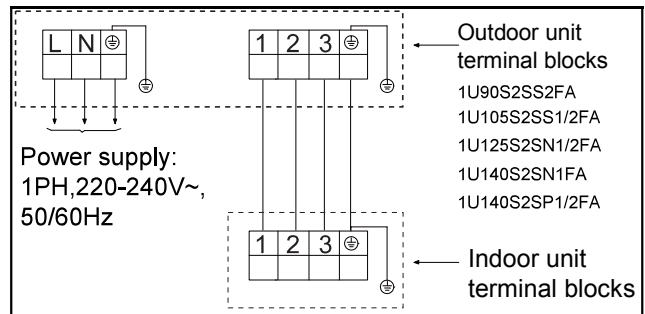 L N
1 2 3
Outdoor unit
terminal blocks
1U90S2SS2FA
1U105S2SS1/2FA
1U125S2SN1/2FA
1U140S2SN1FA
1U140S2SP1/2FA
Power supply:
1PH,220-240V~,
50/60Hz
1 2 3
Indoor unit
terminal blocks